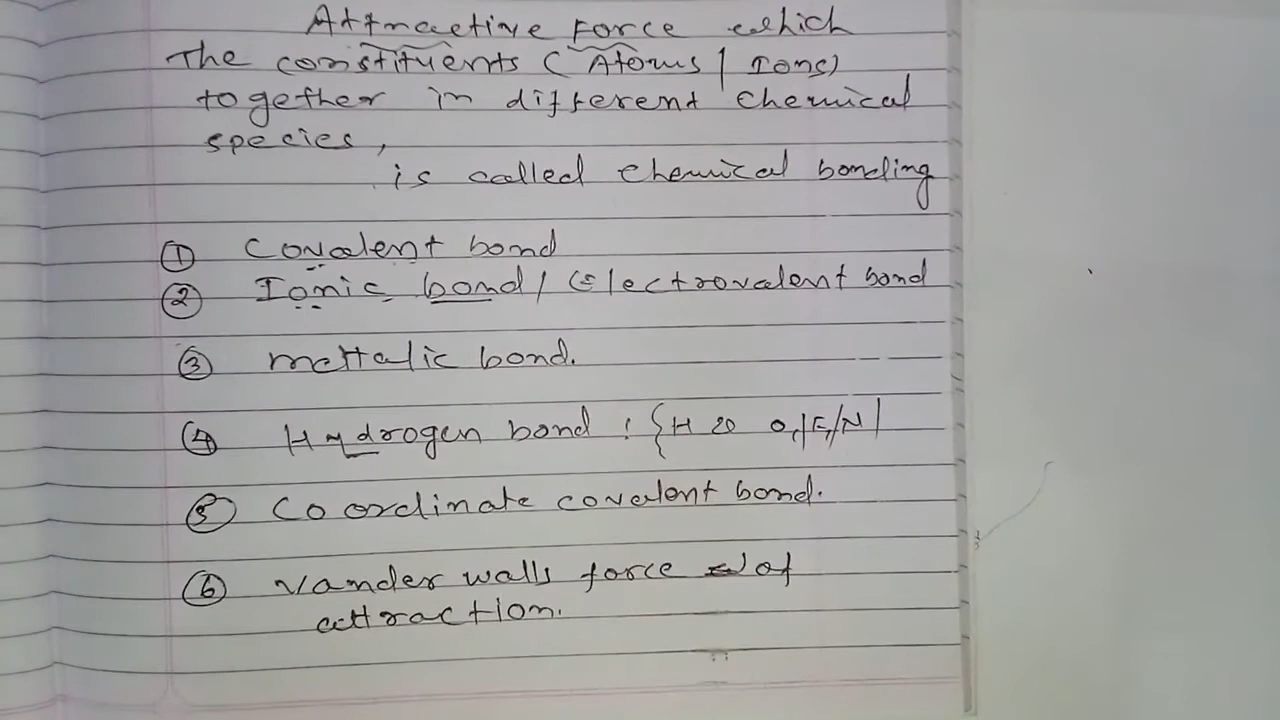 Attractive Force which
The constituents (Atoms / Ions)
together in different chemical
species,
is called chemical bonding
① Covalent bond
② Ionic bond / Electrovalent bond
③ mettalic bond.
④ Hydrogen bond : {H O,/F/N|
⑤ Coordinate covalent bond.
⑥ Vander walls force of
attraction.